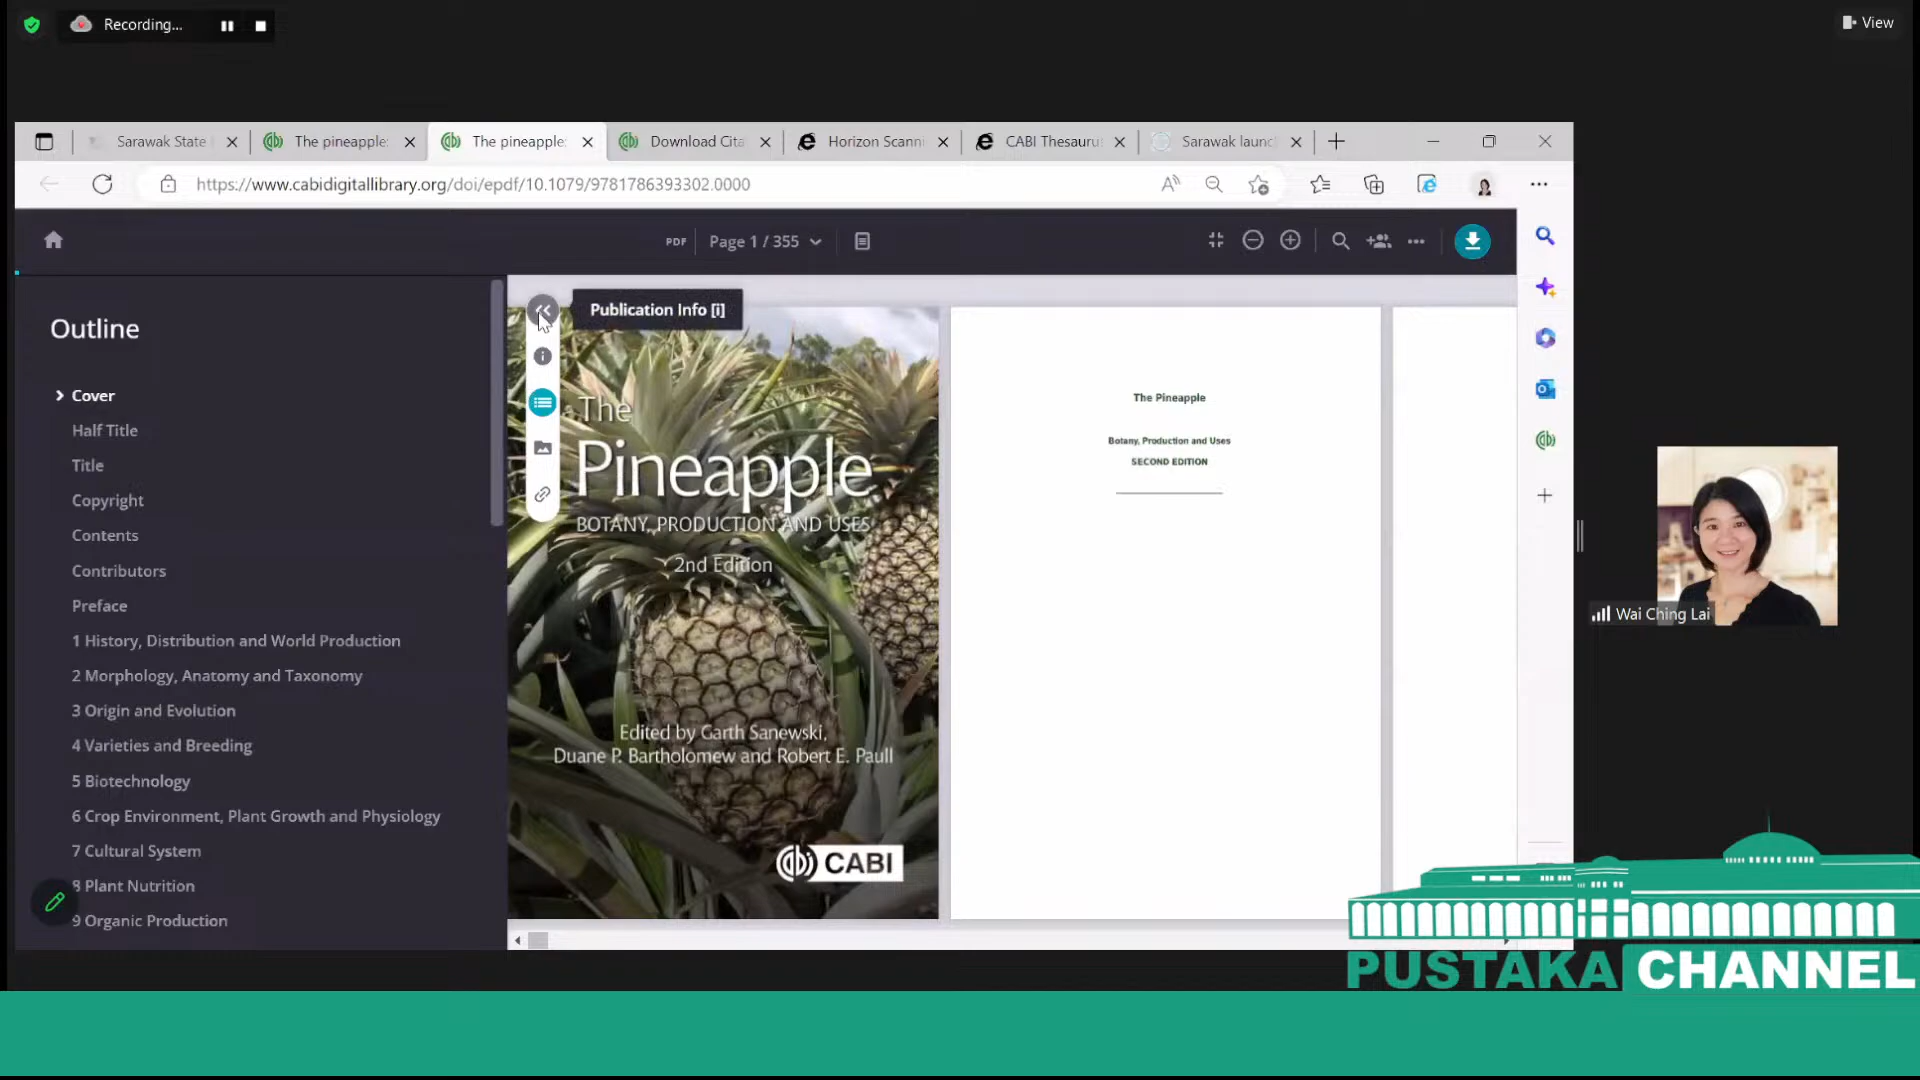 Recording...
View
Sarawak State
The pineapple:
The pineapple:
Download Cita
Horizon Scanni
CABI Thesauru
Sarawak launc
https://www.cabidigitallibrary.org/doi/epdf/10.1079/9781786393302.0000
PDF
Page 1 / 355
Outline
Cover
Half Title
Title
Copyright
Contents
Contributors
Preface
1 History, Distribution and World Production
2 Morphology, Anatomy and Taxonomy
3 Origin and Evolution
4 Varieties and Breeding
5 Biotechnology
6 Crop Environment, Plant Growth and Physiology
7 Cultural System
8 Plant Nutrition
9 Organic Production
Publication Info [i]
The
Pineapple
BOTANY, PRODUCTION AND USES
2nd Edition
Edited by Garth Sanewski,
Duane P. Bartholomew and Robert E. Paull
CABI
The Pineapple
Botany, Production and Uses
SECOND EDITION
Wai Ching Lai
PUSTAKA CHANNEL